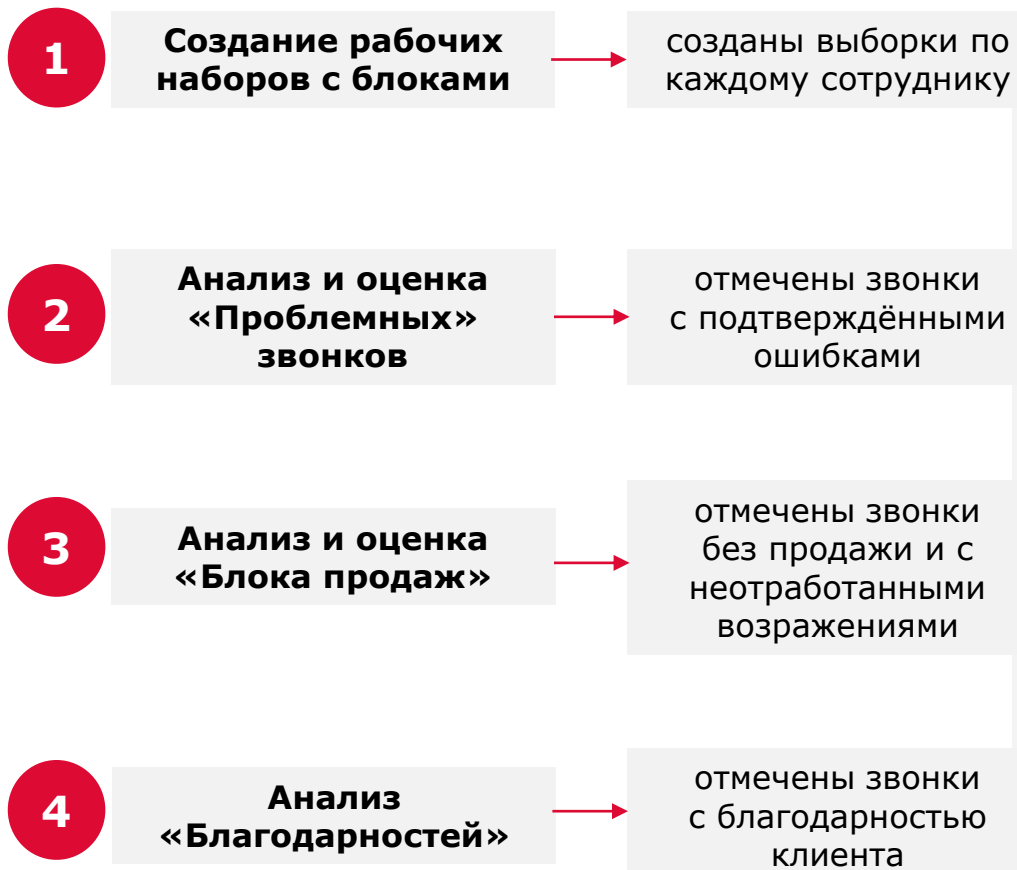 1
Создание рабочих
наборов с блоками
созданы выборки по
каждому сотруднику
2
Анализ и оценка
«Проблемных»
звонков
отмечены звонки
с подтверждёнными
ошибками
3
Анализ и оценка
«Блока продаж»
отмечены звонки
без продажи и с
неотработанными
возражениями
4
Анализ
«Благодарностей»
отмечены звонки
с благодарностью
клиента